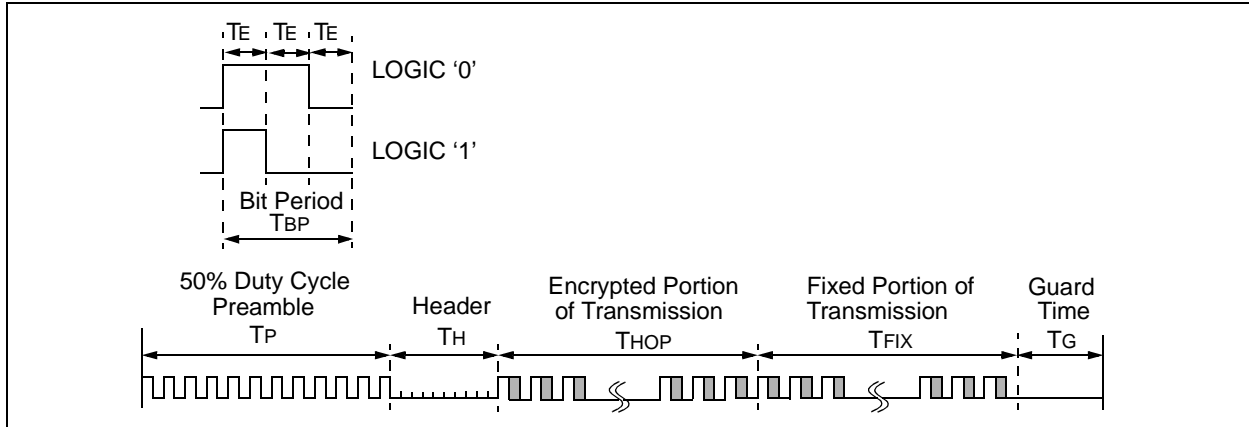 TE TE TE
LOGIC ‘0’
LOGIC ‘1’
Bit Period
TBP
50% Duty Cycle
Preamble
TP
Header
TH
Encrypted Portion
of Transmission
THOP
Fixed Portion of
Transmission
TFIX
Guard
Time
TG